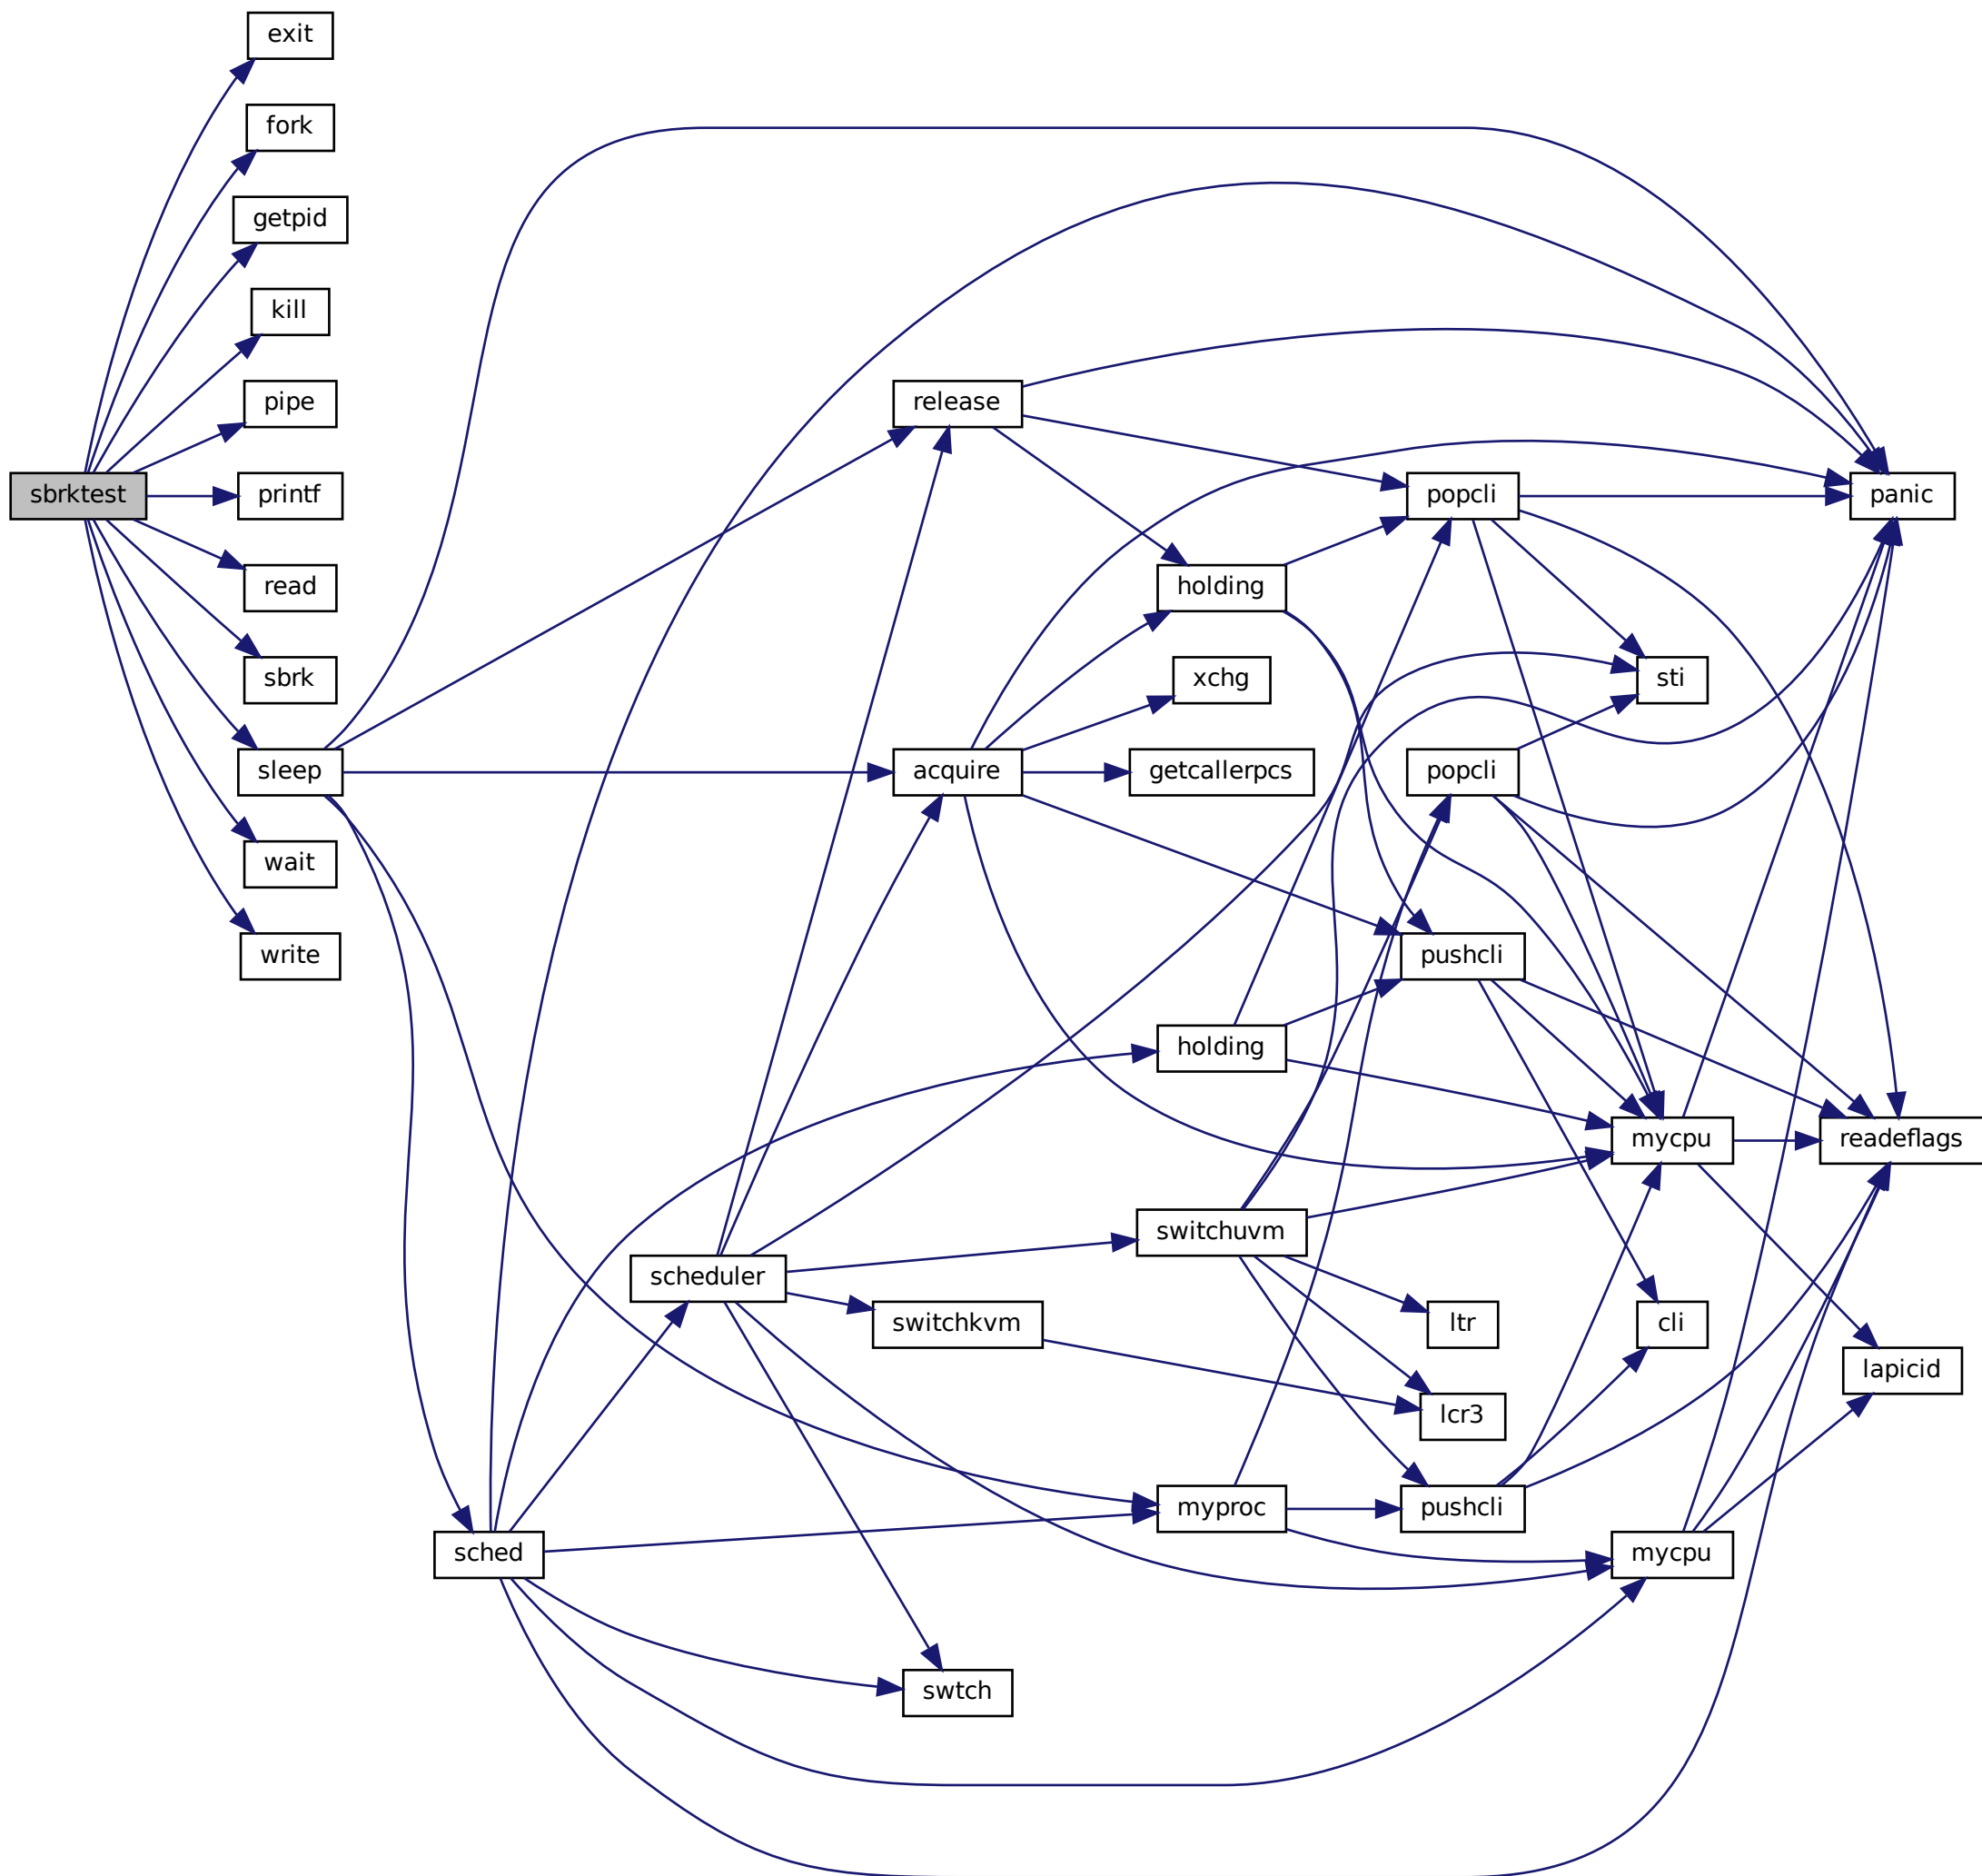 exit
fork
getpid
kill
pipe
sbrktest
printf
read
sbrk
sleep
wait
write
release
popcli
panic
holding
xchg
sti
acquire
getcallerpcs
popcli
pushcli
holding
mycpu
readeflags
switchuvm
scheduler
switchkvm
ltr
cli
lapicid
lcr3
myproc
pushcli
sched
mycpu
swtch